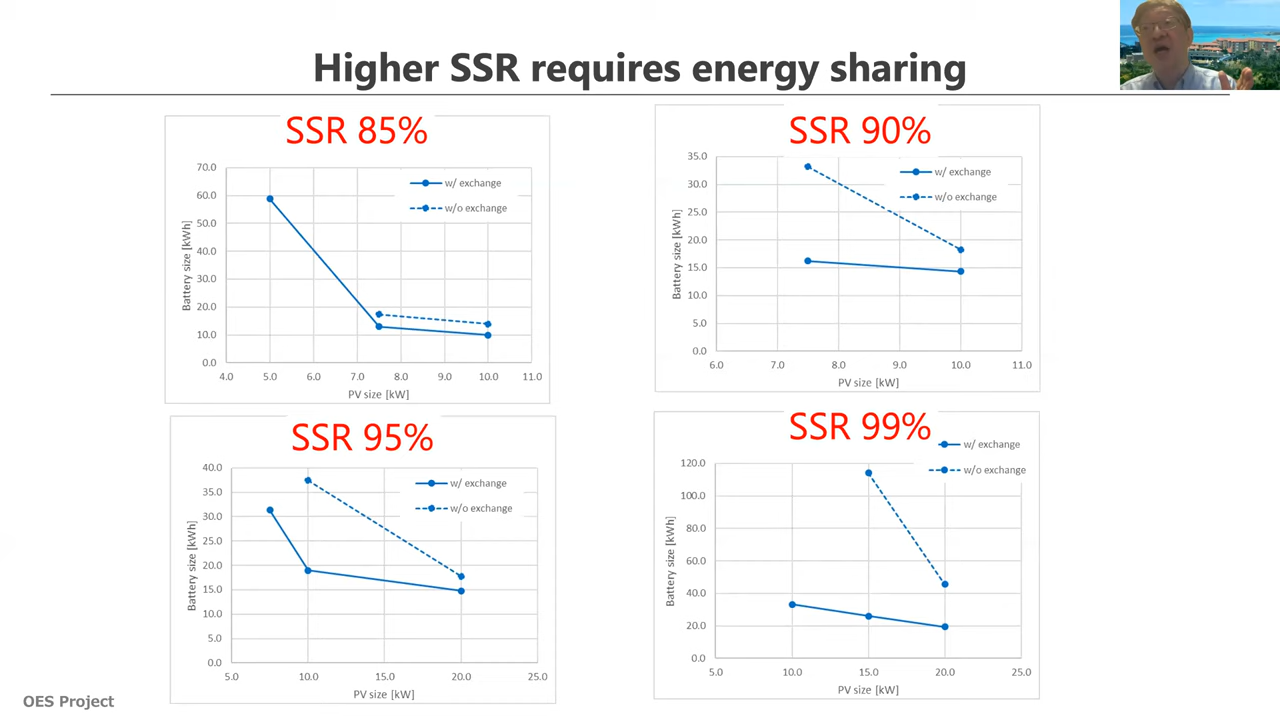 Higher SSR requires energy sharing
SSR 85%
70.0
60.0
50.0
40.0
30.0
20.0
10.0
0.0
Battery size [kWh]
w/ exchange
w/o exchange
4.0 5.0 6.0 7.0 8.0 9.0 10.0 11.0
PV size [kW]
SSR 90%
35.0
30.0
25.0
20.0
15.0
10.0
5.0
0.0
Battery size [kWh]
w/ exchange
w/o exchange
6.0 7.0 8.0 9.0 10.0 11.0
PV size [kW]
SSR 95%
40.0
35.0
30.0
25.0
20.0
15.0
10.0
5.0
0.0
Battery size [kWh]
w/ exchange
w/o exchange
5.0 10.0 15.0 20.0 25.0
PV size [kW]
SSR 99%
120.0
100.0
80.0
60.0
40.0
20.0
0.0
Battery size [kWh]
w/ exchange
w/o exchange
5.0 10.0 15.0 20.0 25.0
PV size [kW]
OES Project